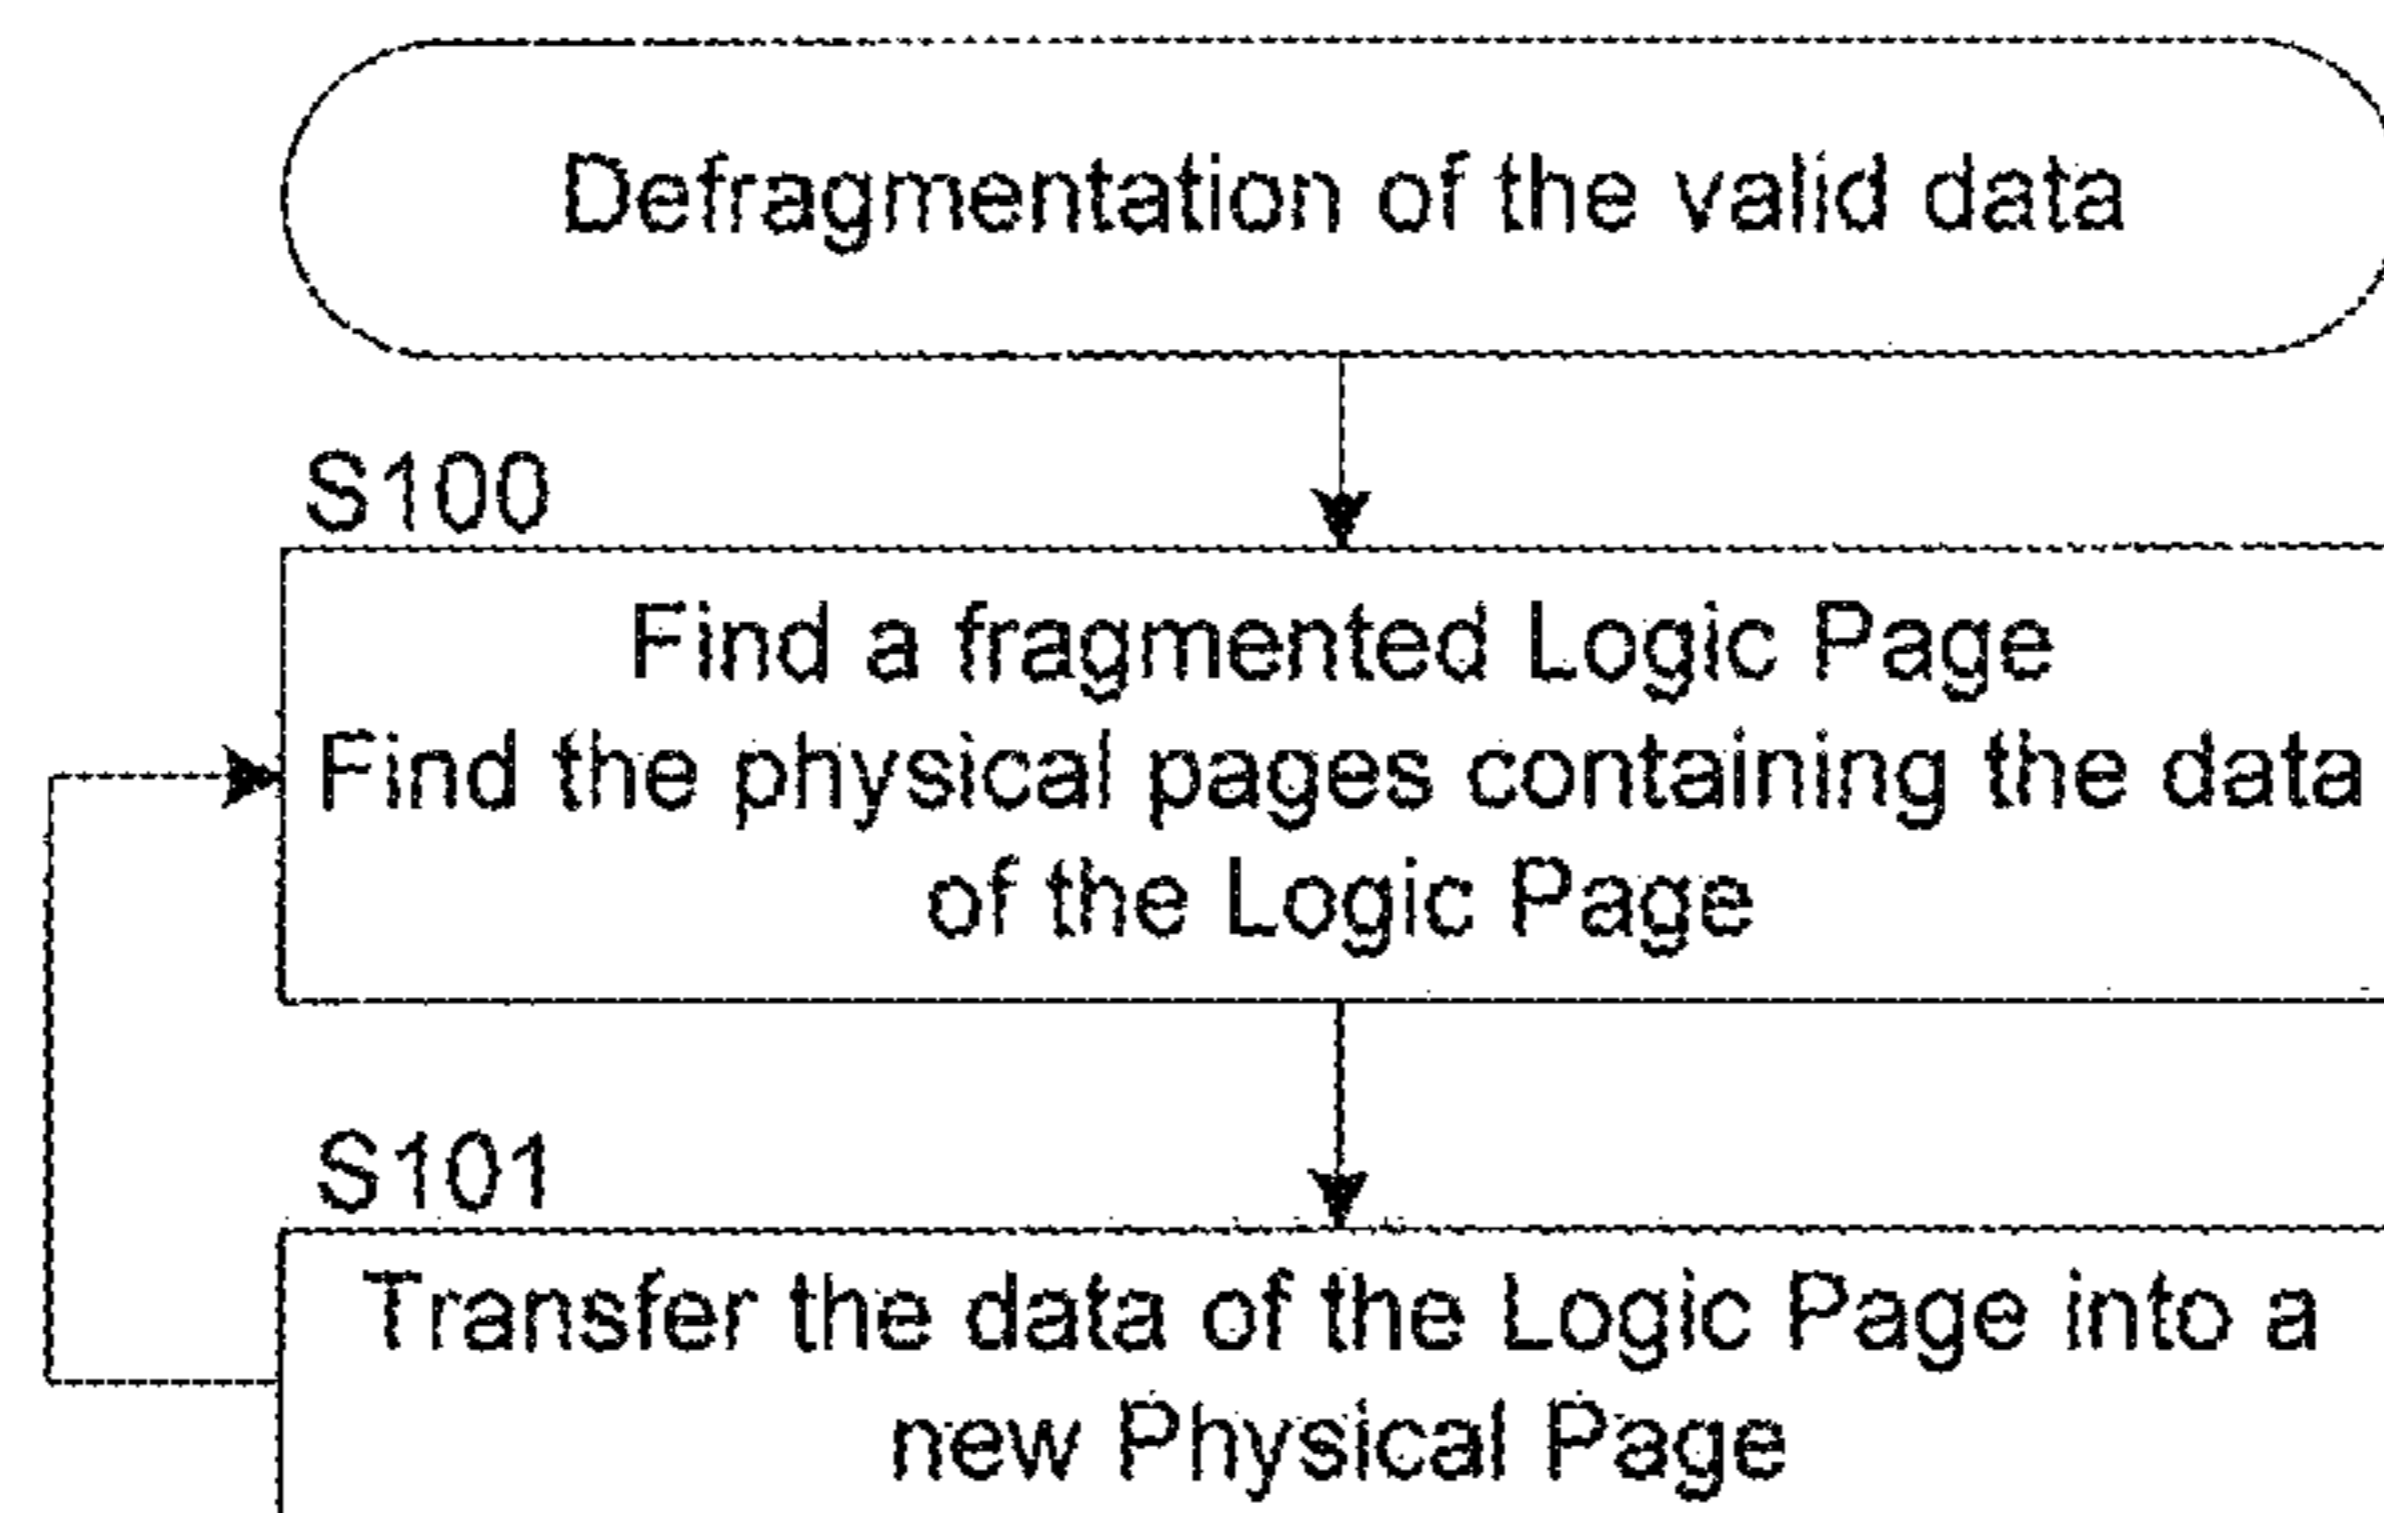 Defragmentation of the valid data
S100
Find a fragmented Logic Page
Find the physical pages containing the data
of the Logic Page
S101
Transfer the data of the Logic Page into a
new Physical Page